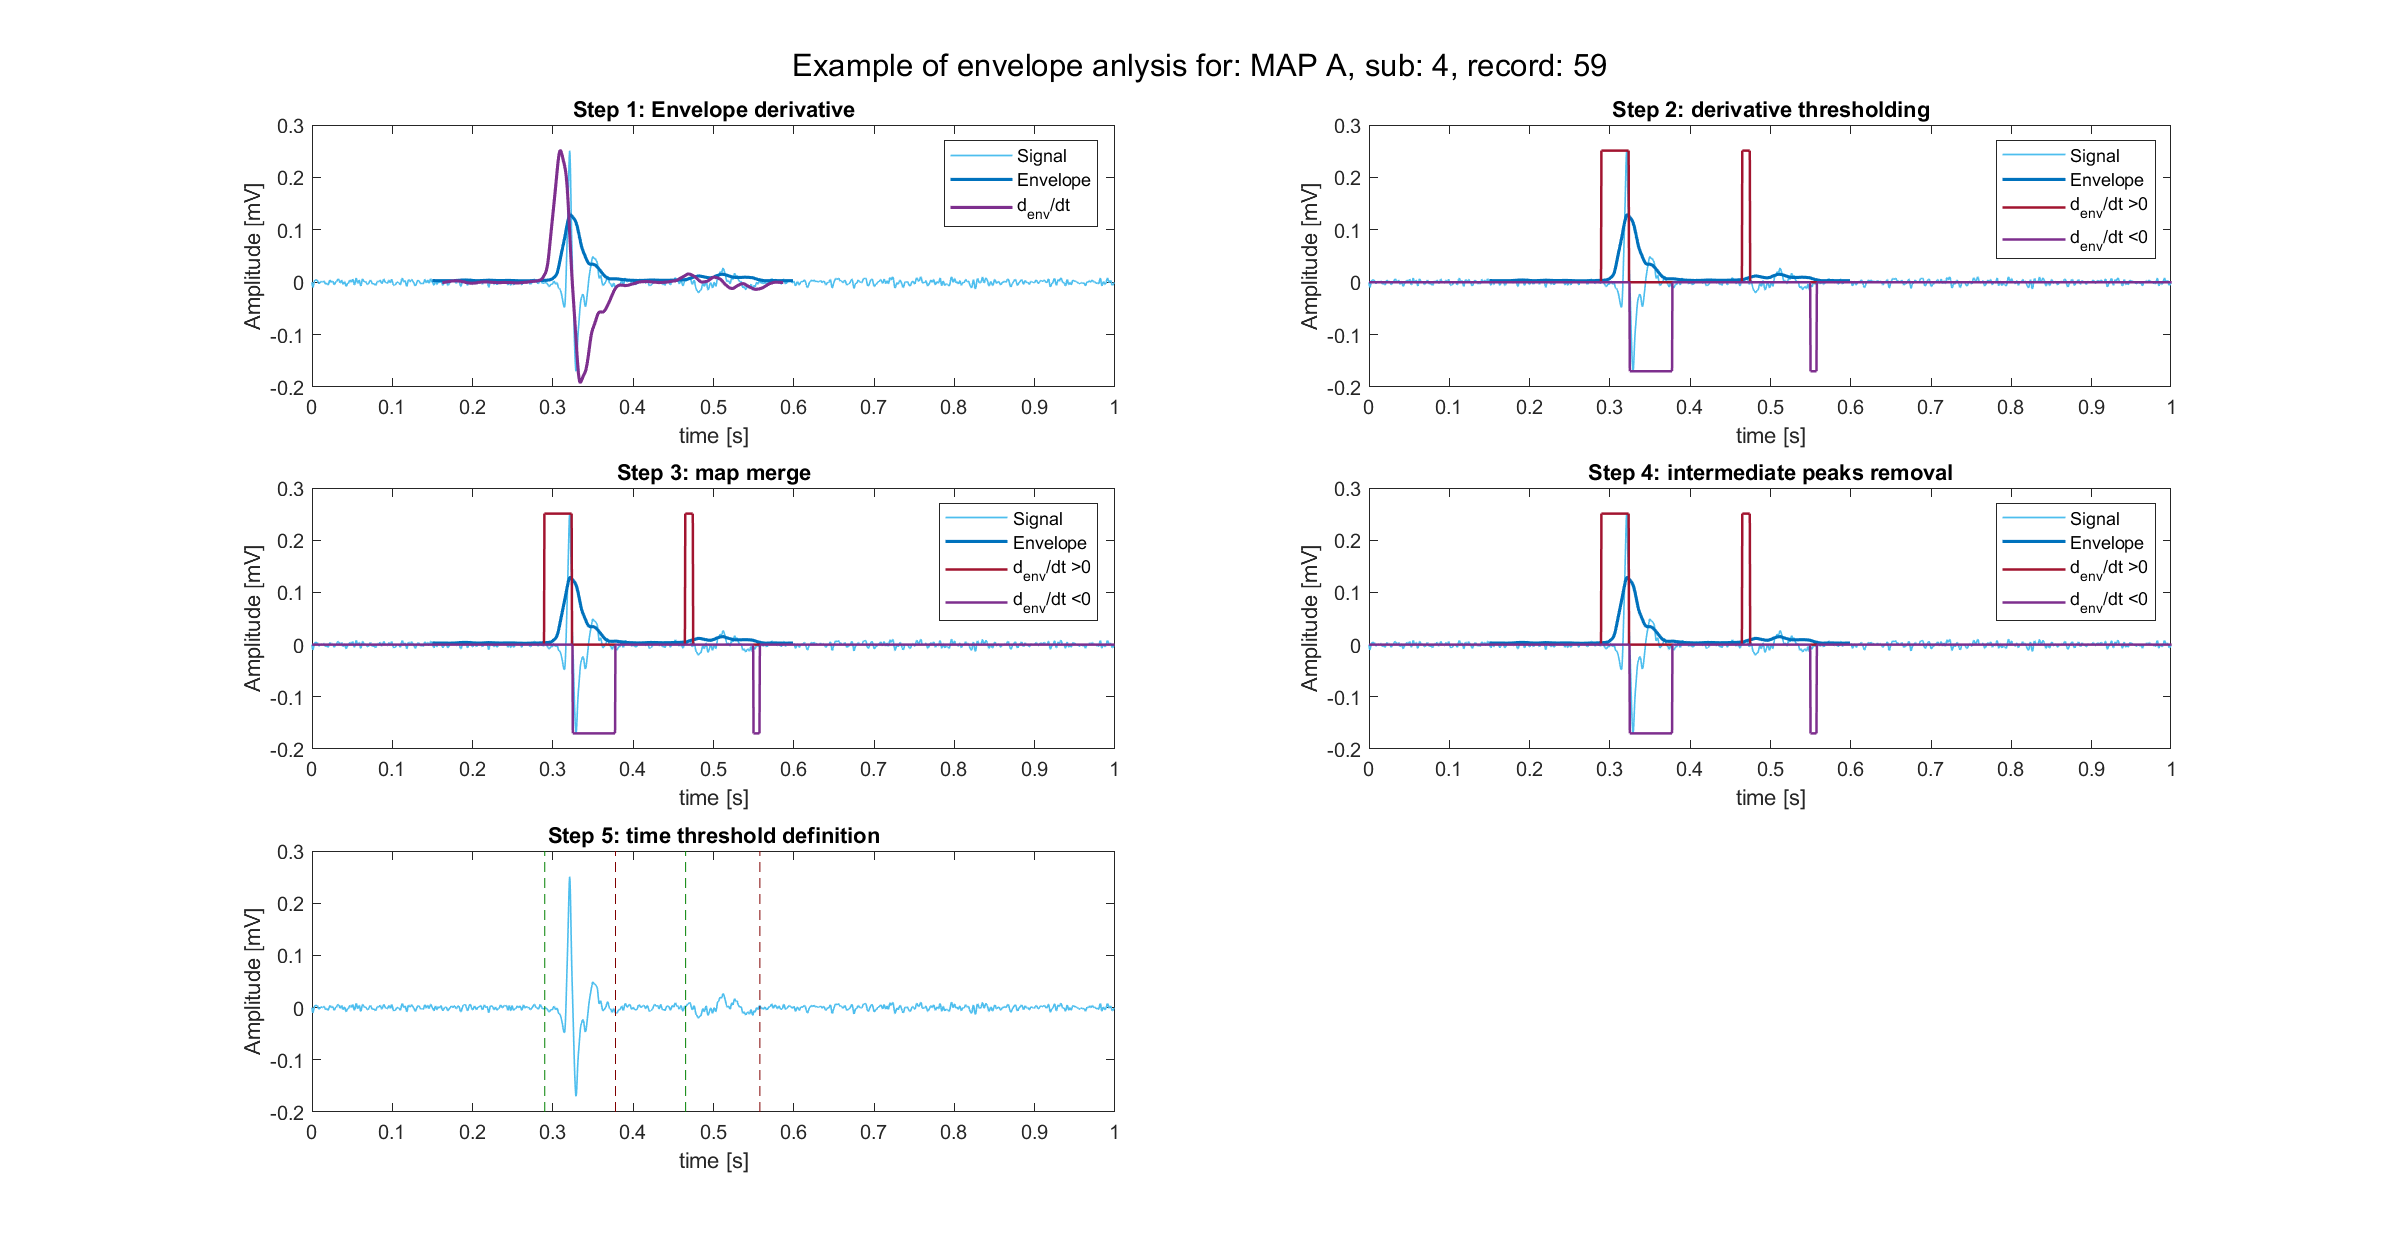 Example of envelope anlysis for: MAP A, sub: 4, record: 59
Step 1: Envelope derivative
0.3
0.2
0.1
0
-0.1
-0.2
Amplitude [mV]
0 0.1 0.2 0.3 0.4 0.5 0.6 0.7 0.8 0.9 1
time [s]
Signal
Envelope
d_env/dt
Step 2: derivative thresholding
0.3
0.2
0.1
0
-0.1
-0.2
Amplitude [mV]
0 0.1 0.2 0.3 0.4 0.5 0.6 0.7 0.8 0.9 1
time [s]
Signal
Envelope
d_env/dt >0
d_env/dt <0
Step 3: map merge
0.3
0.2
0.1
0
-0.1
-0.2
Amplitude [mV]
0 0.1 0.2 0.3 0.4 0.5 0.6 0.7 0.8 0.9 1
time [s]
Signal
Envelope
d_env/dt >0
d_env/dt <0
Step 4: intermediate peaks removal
0.3
0.2
0.1
0
-0.1
-0.2
Amplitude [mV]
0 0.1 0.2 0.3 0.4 0.5 0.6 0.7 0.8 0.9 1
time [s]
Signal
Envelope
d_env/dt >0
d_env/dt <0
Step 5: time threshold definition
0.3
0.2
0.1
0
-0.1
-0.2
Amplitude [mV]
0 0.1 0.2 0.3 0.4 0.5 0.6 0.7 0.8 0.9 1
time [s]